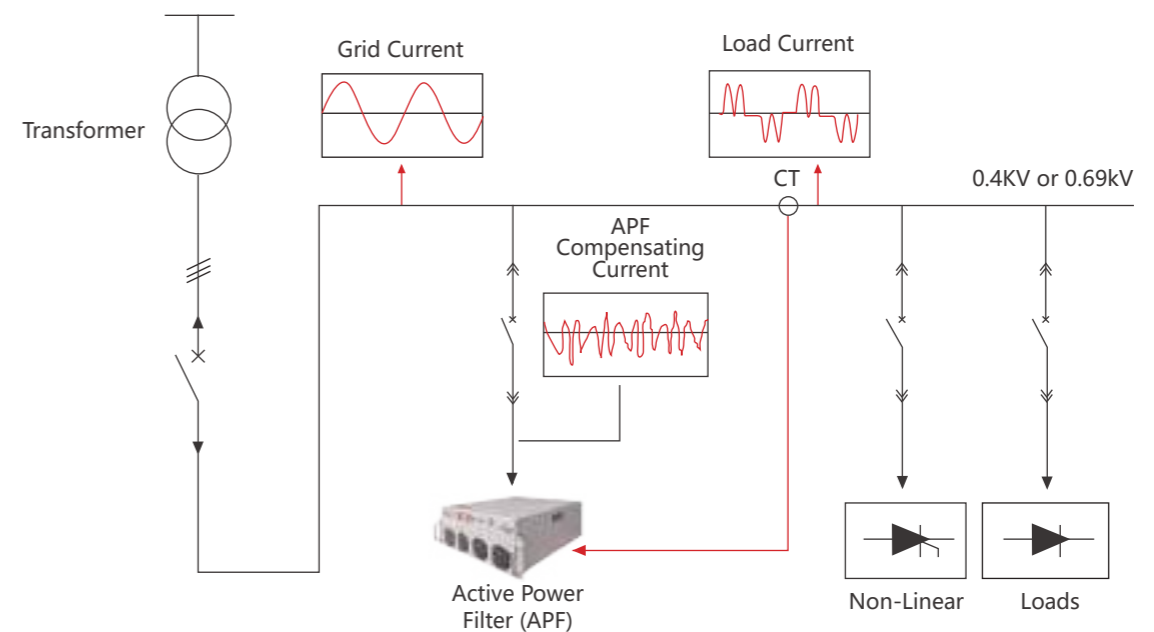 Grid Current
Load Current
Transformer
CT
0.4KV or 0.69kV
APF
Compensating
Current
Active Power
Filter (APF)
Non-Linear
Loads